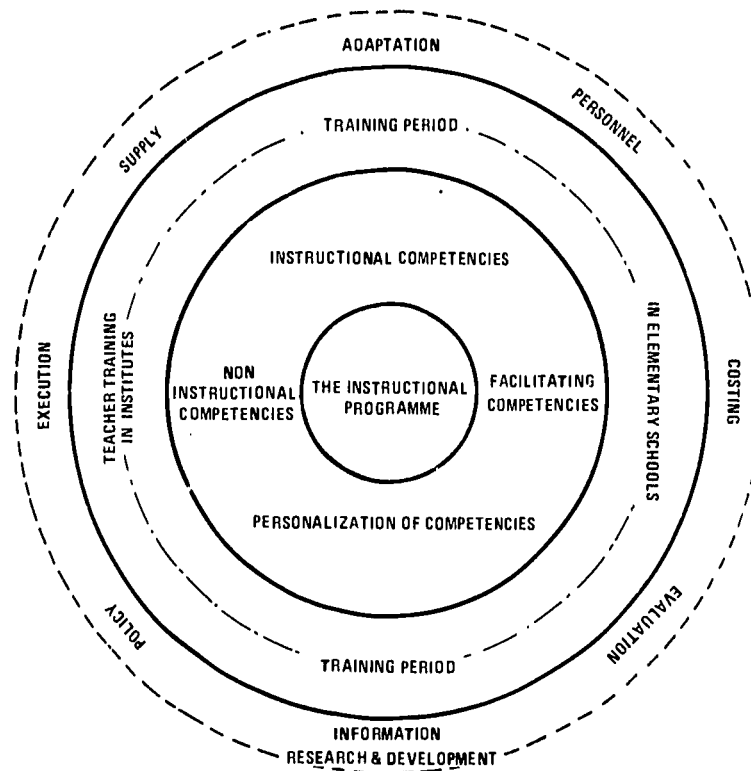 ADAPTATION
PERSONNEL
SUPPLY
TRAINING PERIOD
INSTRUCTIONAL COMPETENCIES
EXECUTION
TEACHER TRAINING
IN INSTITUTES
NON
INSTRUCTIONAL
COMPETENCIES
THE INSTRUCTIONAL
PROGRAMME
FACILITATING
COMPETENCIES
IN ELEMENTARY SCHOOLS
COSTING
PERSONALIZATION OF COMPETENCIES
POLICY
EVALUATION
TRAINING PERIOD
INFORMATION
RESEARCH & DEVELOPMENT